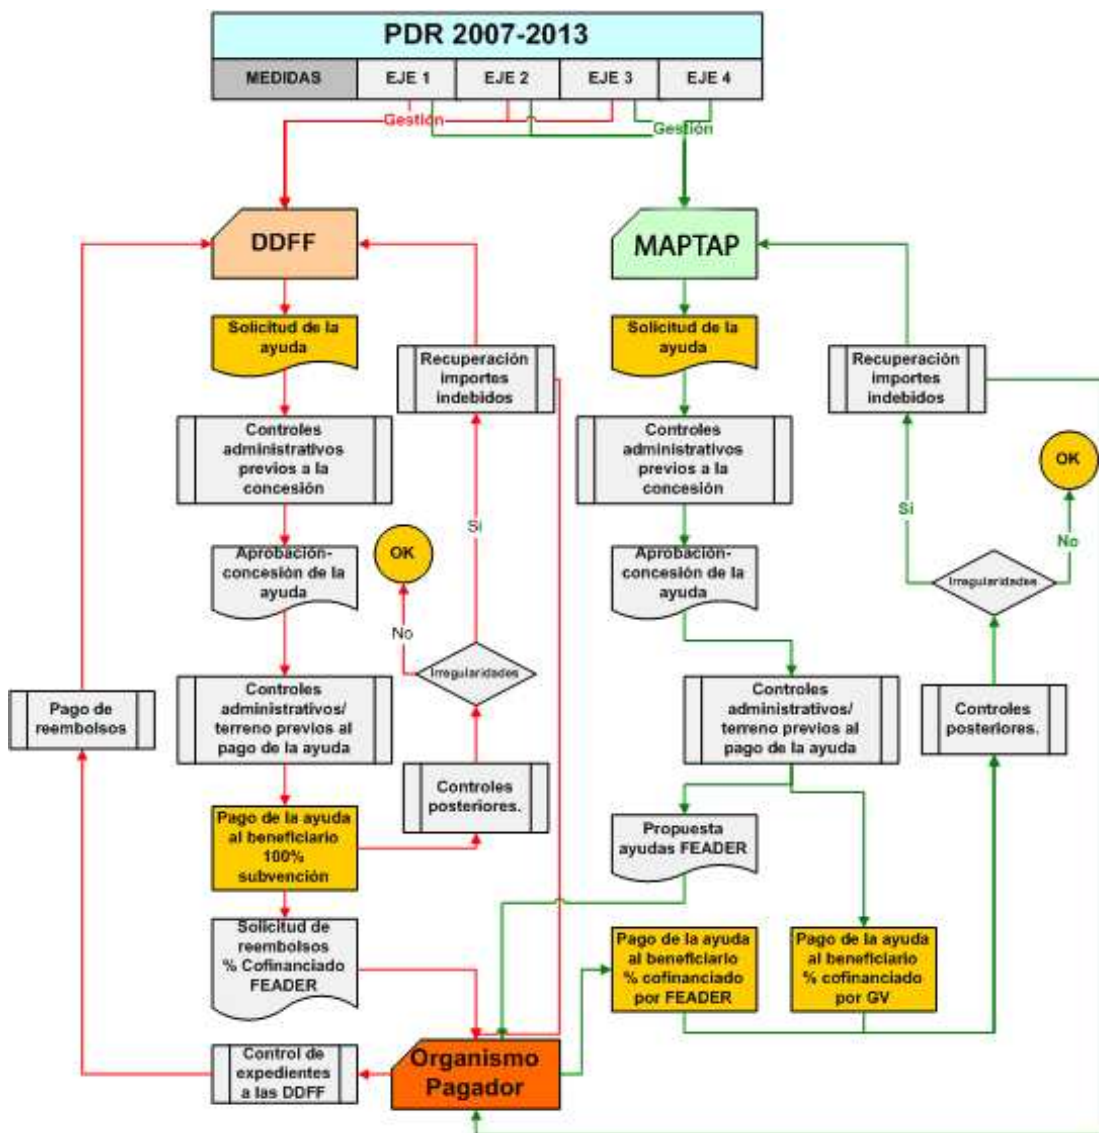 PDR 2007-2013
MEDIDAS
EJE 1
EJE 2
EJE 3
EJE 4
Gestión
Gestión
DDFF
MAPTAP
Solicitud de la
ayuda
Recuperación
importes
indebidos
Solicitud de la
ayuda
Recuperación
importes
indebidos
Controles
administrativos
previos a la
concesión
Controles
administrativos
previos a la
concesión
OK
Si
Si
No
Aprobación-
concesión de la
ayuda
OK
Aprobación-
concesión de la
ayuda
Irregularidades
No
Irregularidades
Pago de
reembolsos
Controles
administrativos/
terreno previos al
pago de la ayuda
Controles
administrativos/
terreno previos al
pago de la ayuda
Controles
posteriores.
Controles
posteriores.
Pago de la ayuda
al beneficiario
100%
subvención
Propuesta
ayudas FEADER
Solicitud de
reembolsos
% Cofinanciado
FEADER
Pago de la ayuda
al beneficiario
% cofinanciado
por FEADER
Pago de la ayuda
al beneficiario
% cofinanciado
por GV
Control de
expedientes
a las DDFF
Organismo
Pagador